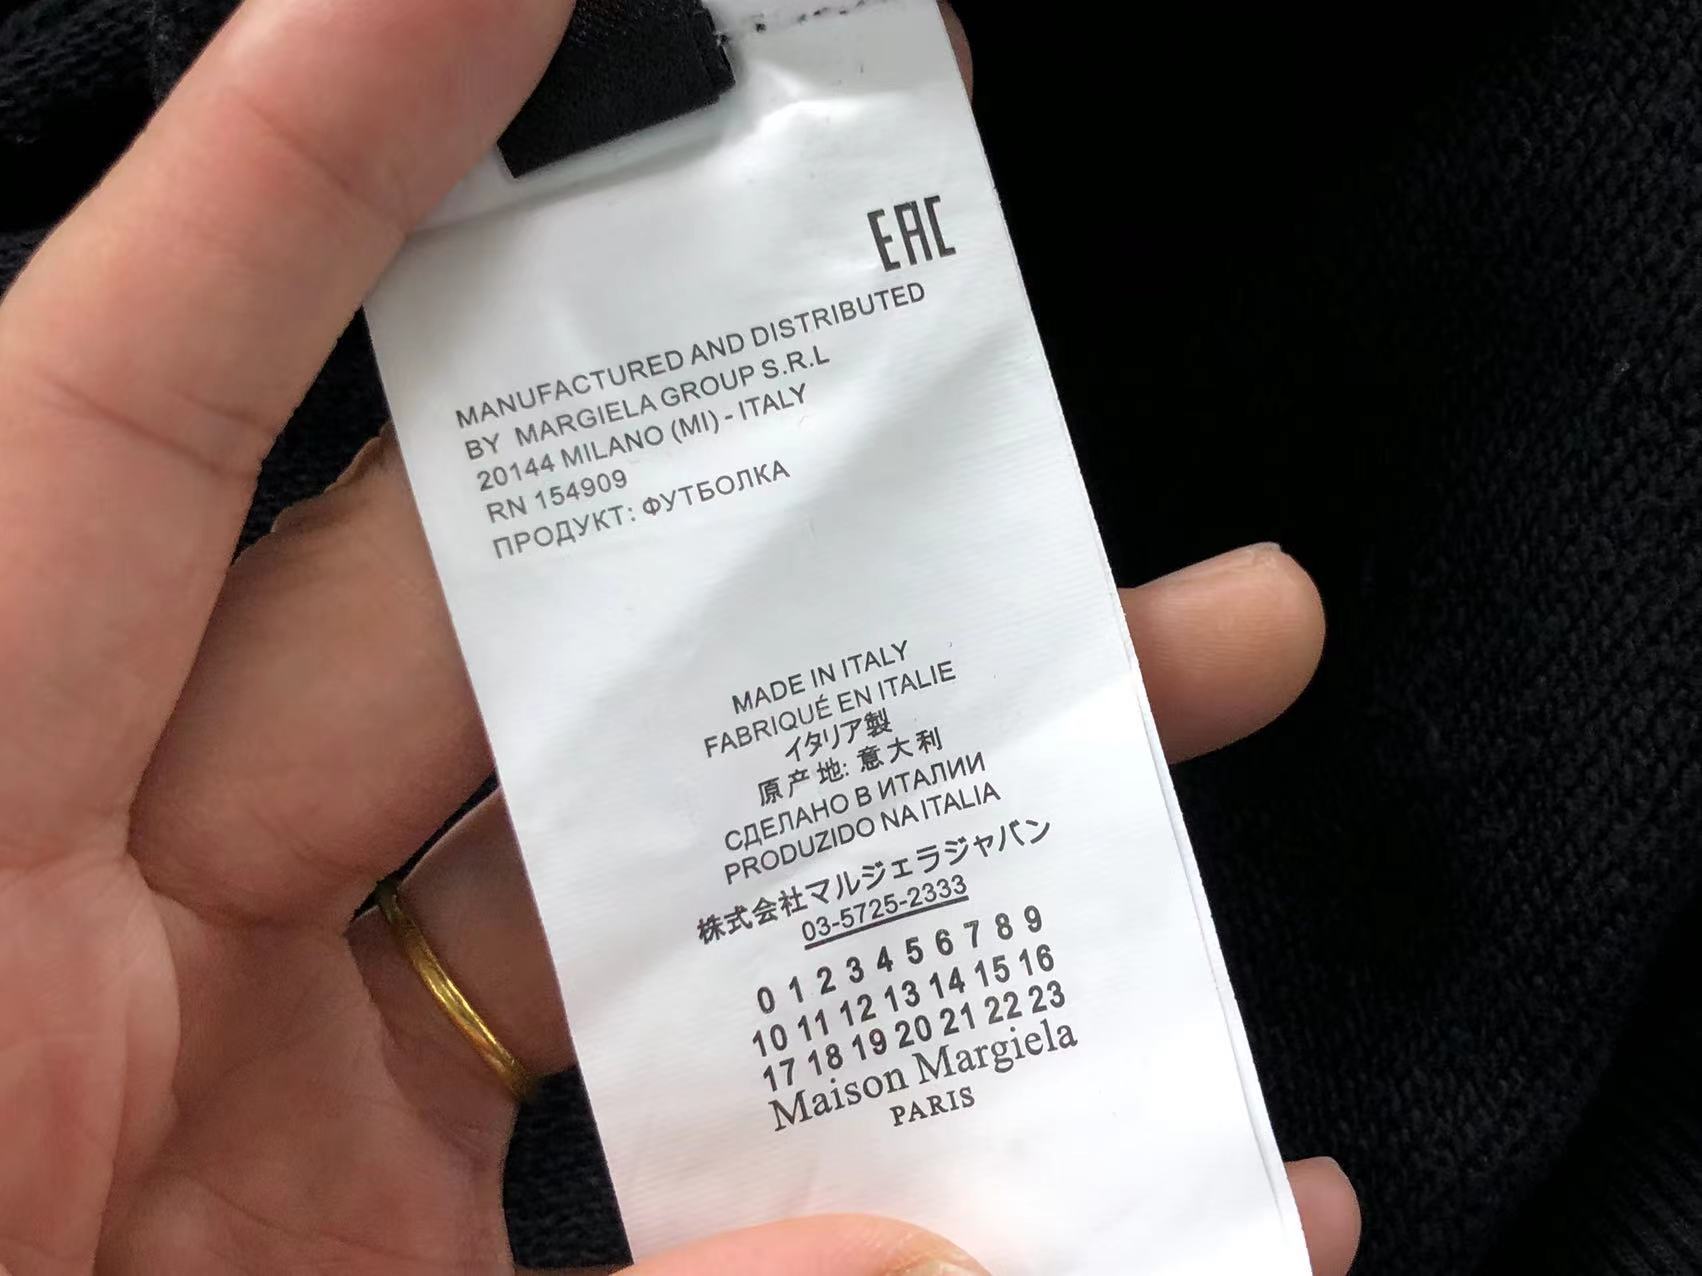 EAC
MANUFACTURED AND DISTRIBUTED
BY MARGIELA GROUP S.R.L
20144 MILANO (MI) - ITALY
RN 154909
ПРОДУКТ: ФУТБОЛКА
MADE IN ITALY
FABRIQUÉ EN ITALIE
イタリア製
原产地: 意大利
СДЕЛАНО В ИТАЛИИ
PRODUZIDO NA ITALIA
株式会社マルジェラジャパン
03-5725-2333
0 1 2 3 4 5 6 7 8 9
10 11 12 13 14 15 16
17 18 19 20 21 22 23
Maison Margiela
PARIS